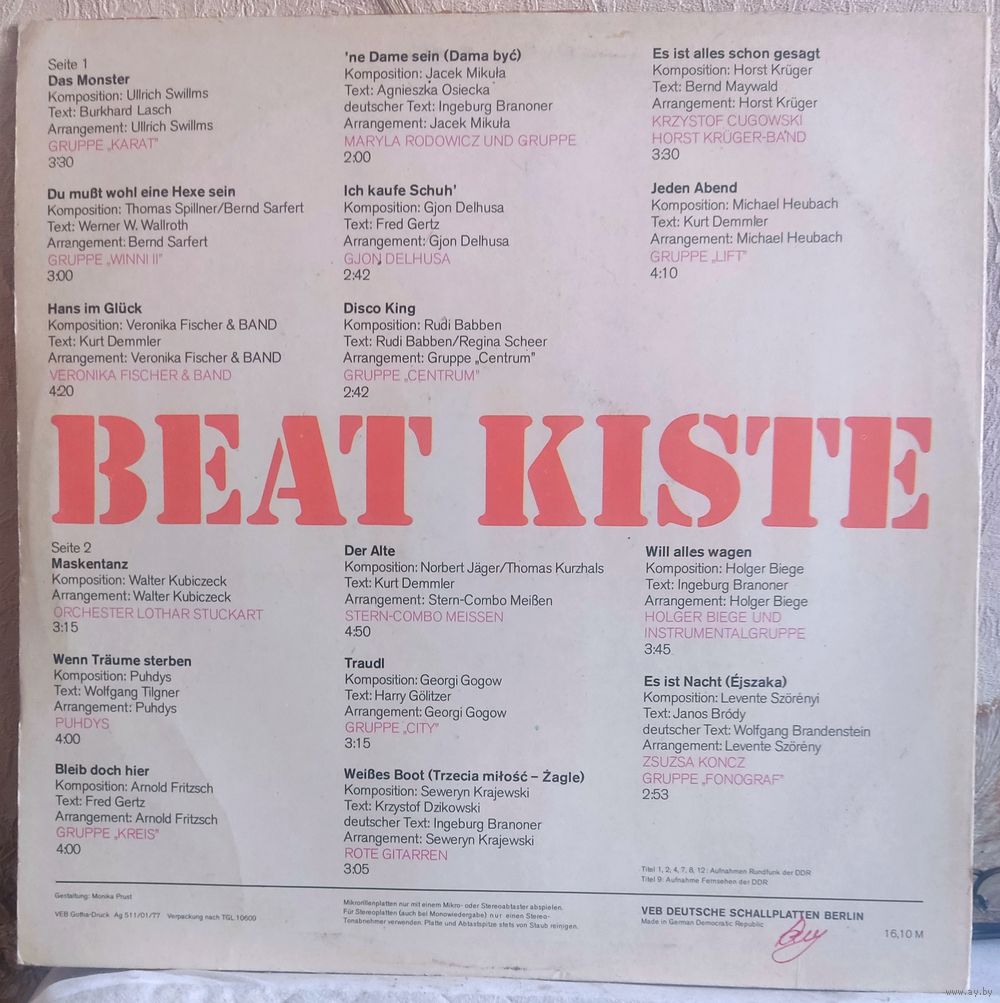 Seite 1
Das Monster
Komposition: Ullrich Swillms
Text: Burkhard Lasch
Arrangement: Ullrich Swillms
GRUPPE „KARAT"
3:30
Du mußt wohl eine Hexe sein
Komposition: Thomas Spillner/Bernd Sarfert
Text: Werner W. Wallroth
Arrangement: Bernd Sarfert
GRUPPE „WINNI II"
3:00
Hans im Glück
Komposition: Veronika Fischer & BAND
Text: Kurt Demmler
Arrangement: Veronika Fischer & BAND
VERONIKA FISCHER & BAND
4:20
'ne Dame sein (Dama być)
Komposition: Jacek Mikuła
Text: Agnieszka Osiecka
deutscher Text: Ingeburg Branoner
Arrangement: Jacek Mikuła
MARYLA RODOWICZ UND GRUPPE
2:00
Ich kaufe Schuh'
Komposition: Gjon Delhusa
Text: Fred Gertz
Arrangement: Gjon Delhusa
GJON DELHUSA
2:42
Disco King
Komposition: Rudi Babben
Text: Rudi Babben/Regina Scheer
Arrangement: Gruppe „Centrum"
GRUPPE „CENTRUM"
2:42
Es ist alles schon gesagt
Komposition: Horst Krüger
Text: Bernd Maywald
Arrangement: Horst Krüger
KRZYSTOF CUGOWSKI
HORST KRÜGER-BAND
3:30
Jeden Abend
Komposition: Michael Heubach
Text: Kurt Demmler
Arrangement: Michael Heubach
GRUPPE „LIFT"
4:10
BEAT KISTE
Seite 2
Maskentanz
Komposition: Walter Kubiczeck
Arrangement: Walter Kubiczeck
ORCHESTER LOTHAR STUCKART
3:15
Wenn Träume sterben
Komposition: Puhdys
Text: Wolfgang Tilgner
Arrangement: Puhdys
PUHDYS
4:00
Bleib doch hier
Komposition: Arnold Fritzsch
Text: Fred Gertz
Arrangement: Arnold Fritzsch
GRUPPE „KREIS"
4:00
Der Alte
Komposition: Norbert Jäger/Thomas Kurzhals
Text: Kurt Demmler
Arrangement: Stern-Combo Meißen
STERN-COMBO MEISSEN
4:50
Traudl
Komposition: Georgi Gogow
Text: Harry Gölitzer
Arrangement: Georgi Gogow
GRUPPE „CITY"
3:15
Weißes Boot (Trzecia miłość – Żagle)
Komposition: Seweryn Krajewski
Text: Krzystof Dzikowski
deutscher Text: Ingeburg Branoner
Arrangement: Seweryn Krajewski
ROTE GITARREN
3:05
Will alles wagen
Komposition: Holger Biege
Text: Ingeburg Branoner
Arrangement: Holger Biege
HOLGER BIEGE UND
INSTRUMENTALGRUPPE
3:45
Es ist Nacht (Éjszaka)
Komposition: Levente Szörényi
Text: Janos Bródy
deutscher Text: Wolfgang Brandenstein
Arrangement: Levente Szörény
ZSUZSA KONCZ
GRUPPE „FONOGRAF"
2:53
Titel 1, 2, 4, 7, 8, 12: Aufnahmen Rundfunk der DDR
Titel 9: Aufnahme Fernsehen der DDR
Gestaltung: Monika Prust
VEB Gotha-Druck Ag 511/01/77 Verpackung nach TGL 10609
Mikrorillenplatten nur mit einem Mikro- oder Stereoabtaster abspielen.
Für Stereoplatten (auch bei Monowiedergabe) nur einen Stereo-
Tonabnehmer verwenden. Platte und Abtastspitze stets von Staub reinigen.
VEB DEUTSCHE SCHALLPLATTEN BERLIN
Made in German Democratic Republic
16,10 M
www.ay.by